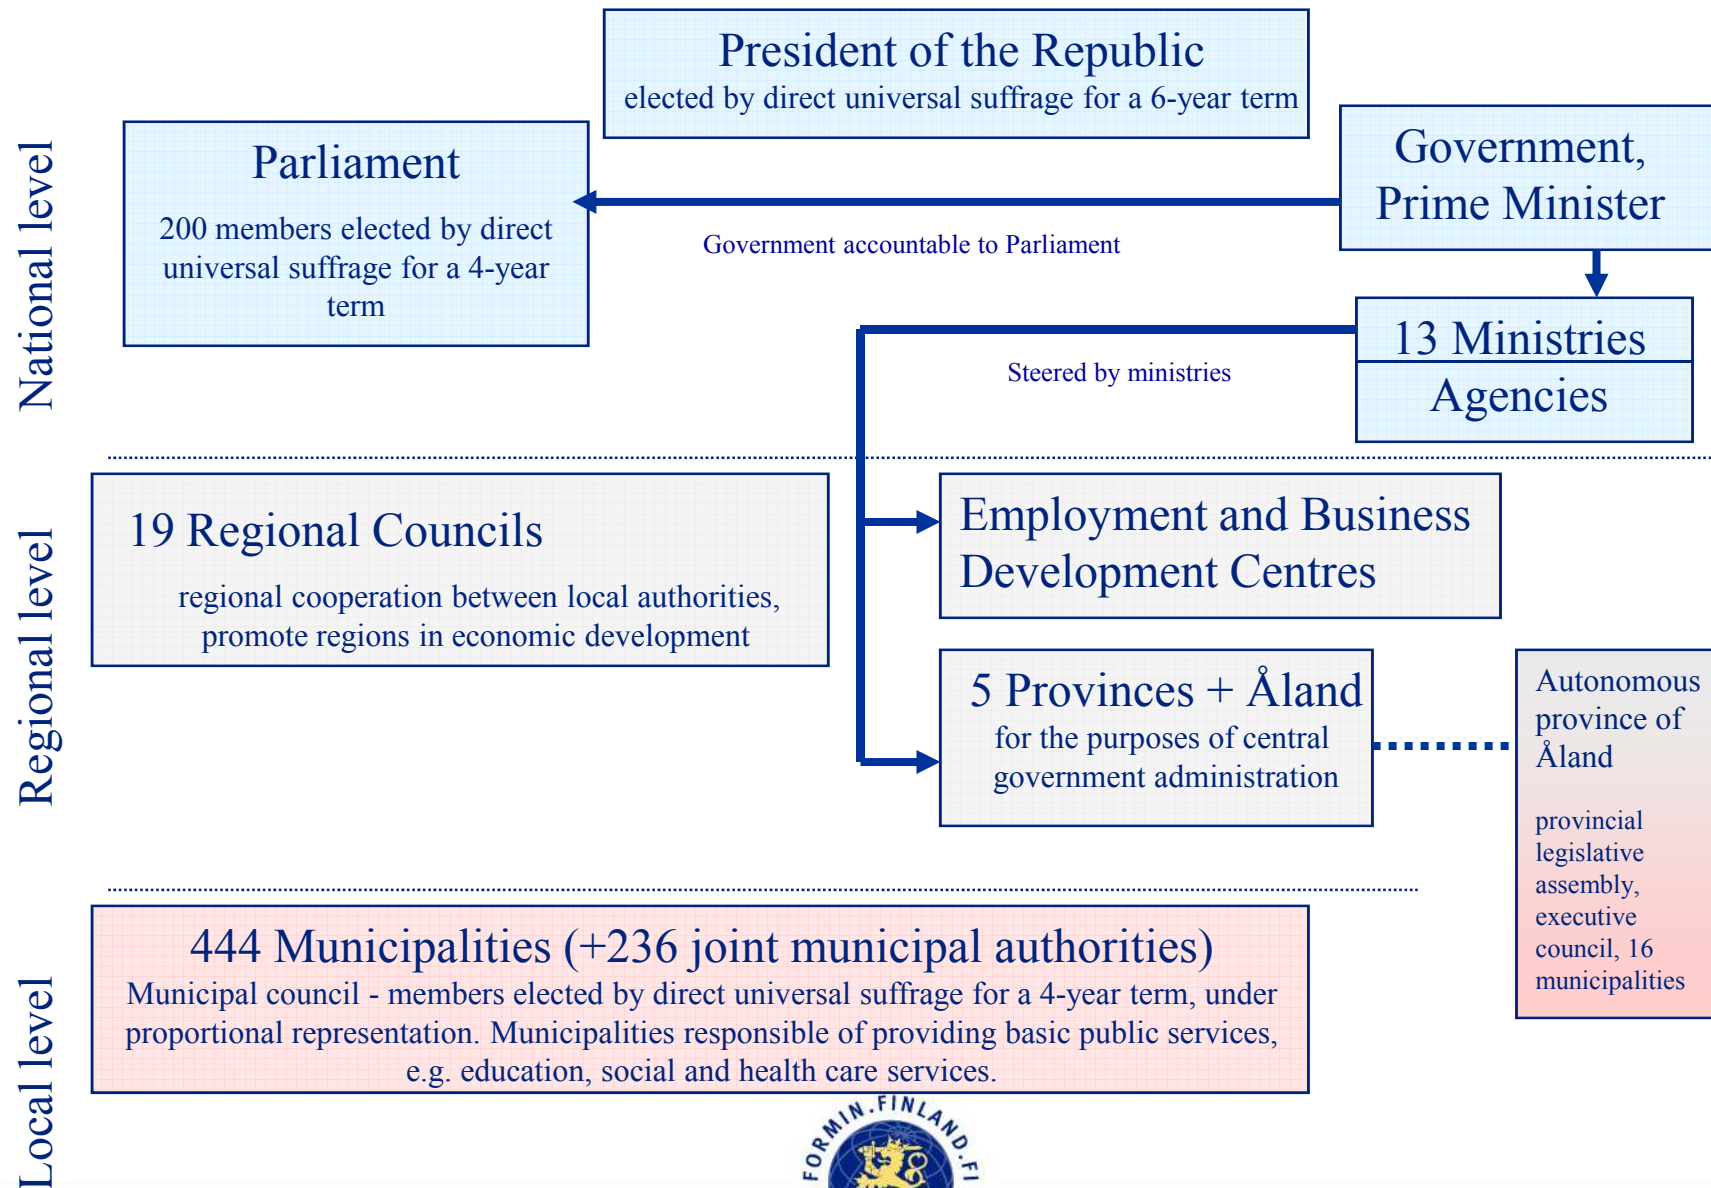 President of the Republic
elected by direct universal suffrage for a 6-year term
National level
Parliament
200 members elected by direct
universal suffrage for a 4-year
term
Government,
Prime Minister
Government accountable to Parliament
13 Ministries
Agencies
Steered by ministries
Regional level
19 Regional Councils
regional cooperation between local authorities,
promote regions in economic development
Employment and Business
Development Centres
5 Provinces + Åland
for the purposes of central
government administration
Autonomous
province of
Åland
provincial
legislative
assembly,
executive
council, 16
municipalities
Local level
444 Municipalities (+236 joint municipal authorities)
Municipal council - members elected by direct universal suffrage for a 4-year term, under
proportional representation. Municipalities responsible of providing basic public services,
e.g. education, social and health care services.
FORMIN.FINLAND.FI